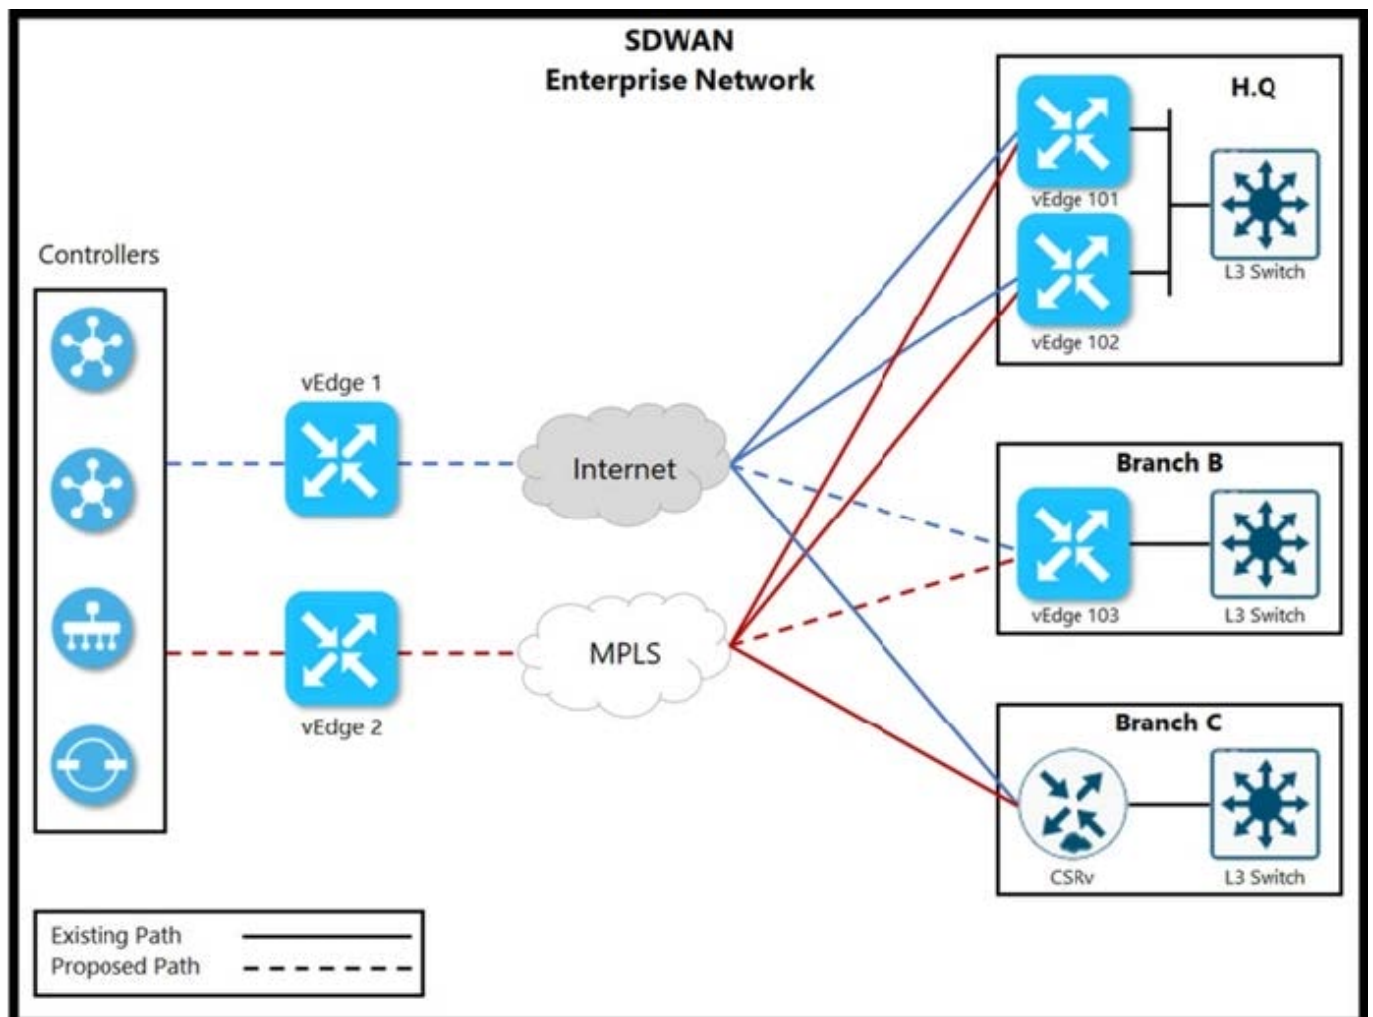 SDWAN
Enterprise Network
H.Q
vEdge 101
L3 Switch
vEdge 102
Controllers
vEdge 1
Internet
Branch B
vEdge 103
L3 Switch
MPLS
vEdge 2
Branch C
CSRv
L3 Switch
Existing Path
Proposed Path